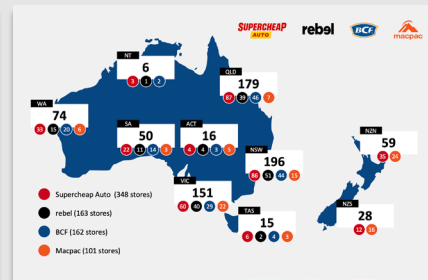 SUPERCHEAP
AUTO
rebel
BCF
macpac
NT
6
3 1 2
QLD
179
87 39 46 7
WA
74
33 15 20 6
SA
50
22 11 14 3
ACT
16
4 4 3 5
NSW
196
86 51 44 15
VIC
151
60 40 29 22
TAS
15
6 2 4 3
NZN
59
35 24
NZS
28
12 16
Supercheap Auto (348 stores)
rebel (163 stores)
BCF (162 stores)
Macpac (101 stores)